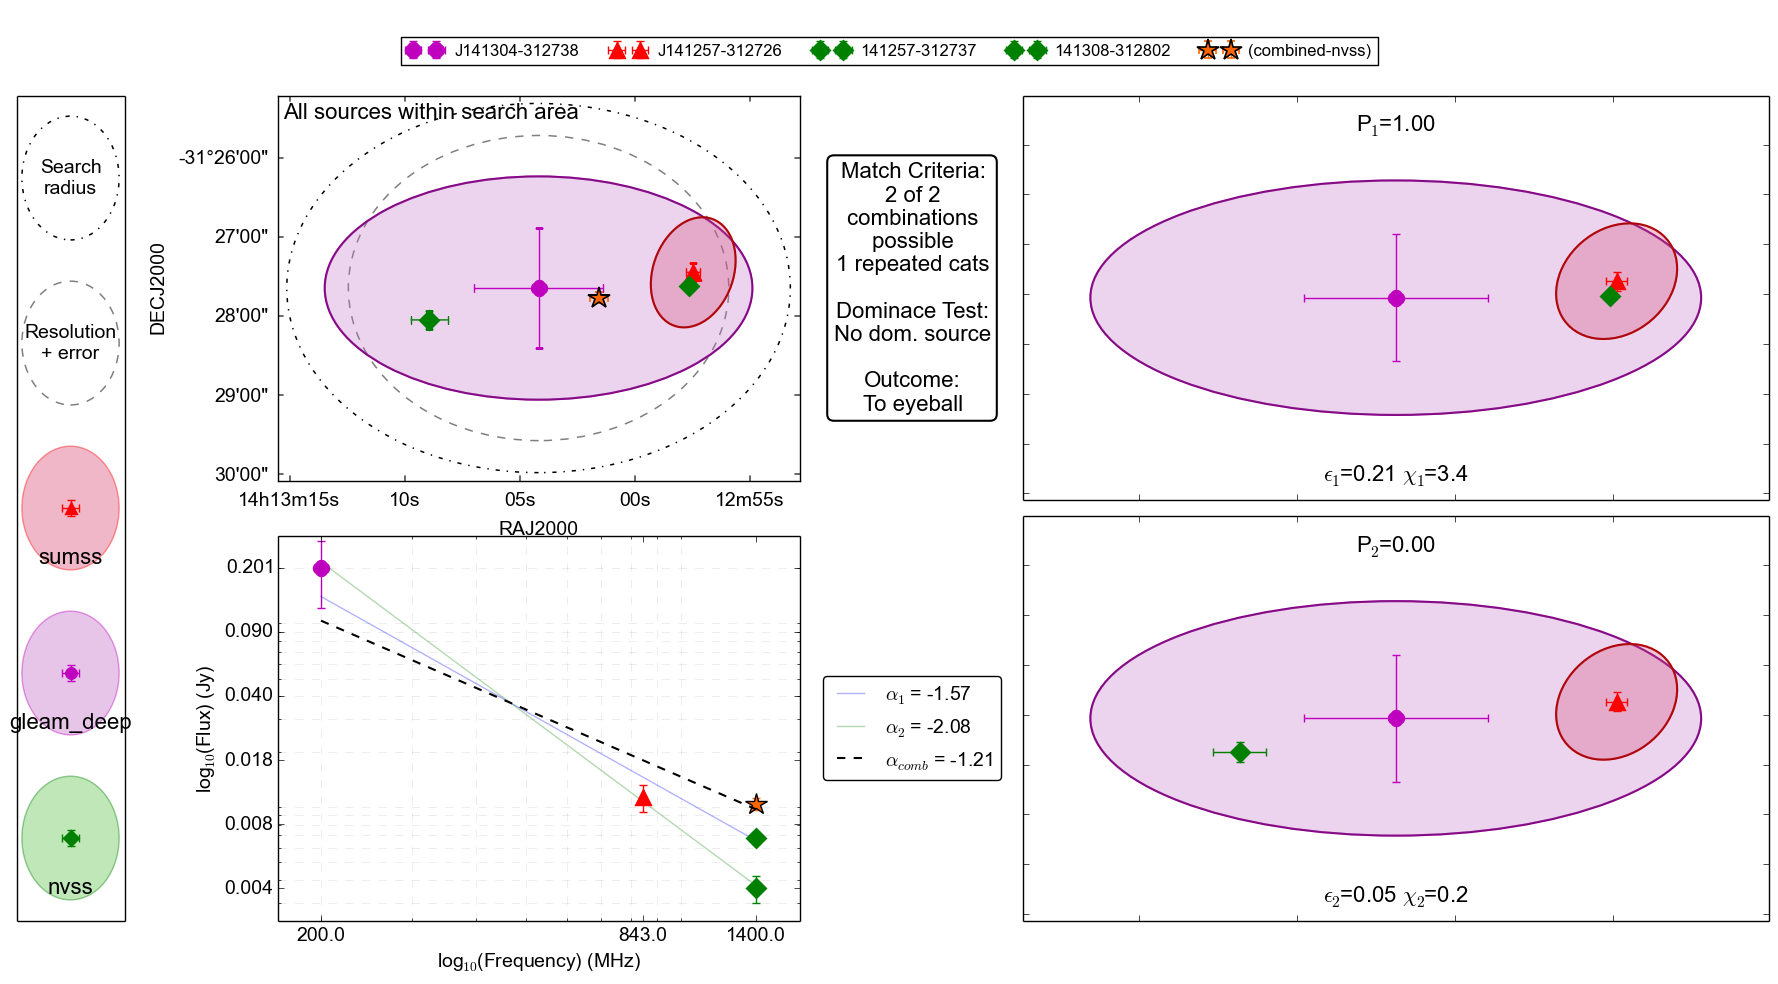 J141304-312738 J141257-312726 141257-312737 141308-312802 (combined-nvss)
Search
radius
Resolution
+ error
sumss
gleam_deep
nvss
All sources within search area
DECJ2000
-31°26'00"
27'00"
28'00"
29'00"
30'00"
14h13m15s 10s 05s 00s 12m55s
RAJ2000
Match Criteria:
2 of 2
combinations
possible
1 repeated cats
Dominace Test:
No dom. source
Outcome:
To eyeball
P₁=1.00
ϵ₁=0.21 χ₁=3.4
log₁₀(Flux) (Jy)
0.201
0.090
0.040
0.018
0.008
0.004
200.0 843.0 1400.0
log₁₀(Frequency) (MHz)
α₁ = -1.57
α₂ = -2.08
α_comb = -1.21
P₂=0.00
ϵ₂=0.05 χ₂=0.2